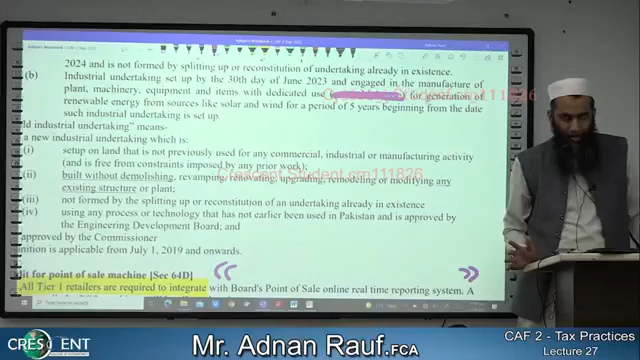 2024 and is not formed by splitting up or reconstitution of undertaking already in existence.
(b) Industrial undertaking set up by the 30th day of June 2023 and engaged in the manufacture of
plant, machinery, equipment and items with dedicated use for generation of
renewable energy from sources like solar and wind for a period of 5 years beginning from the date
such industrial undertaking is set up.
ld industrial undertaking" means-
a new industrial undertaking which is:
(i) setup on land that is not previously used for any commercial, industrial or manufacturing activity
(and is free from constraints imposed by any prior work);
(ii) built without demolishing, revamping, renovating, upgrading, remodeling or modifying any
existing structure or plant;
Crescent Student crn111826
(iii) not formed by the splitting up or reconstitution of an undertaking already in existence
(iv) using any process or technology that has not earlier been used in Pakistan and is approved by
the Engineering Development Board; and
approved by the Commissioner
nition is applicable from July 1, 2019 and onwards.
dit for point of sale machine [Sec 64D]
All Tier 1 retailers are required to integrate with Board's Point of Sale online real time reporting system. A
CRESCENT
Mr. Adnan Rauf.FCA
CAF 2 - Tax Practices
Lecture 27